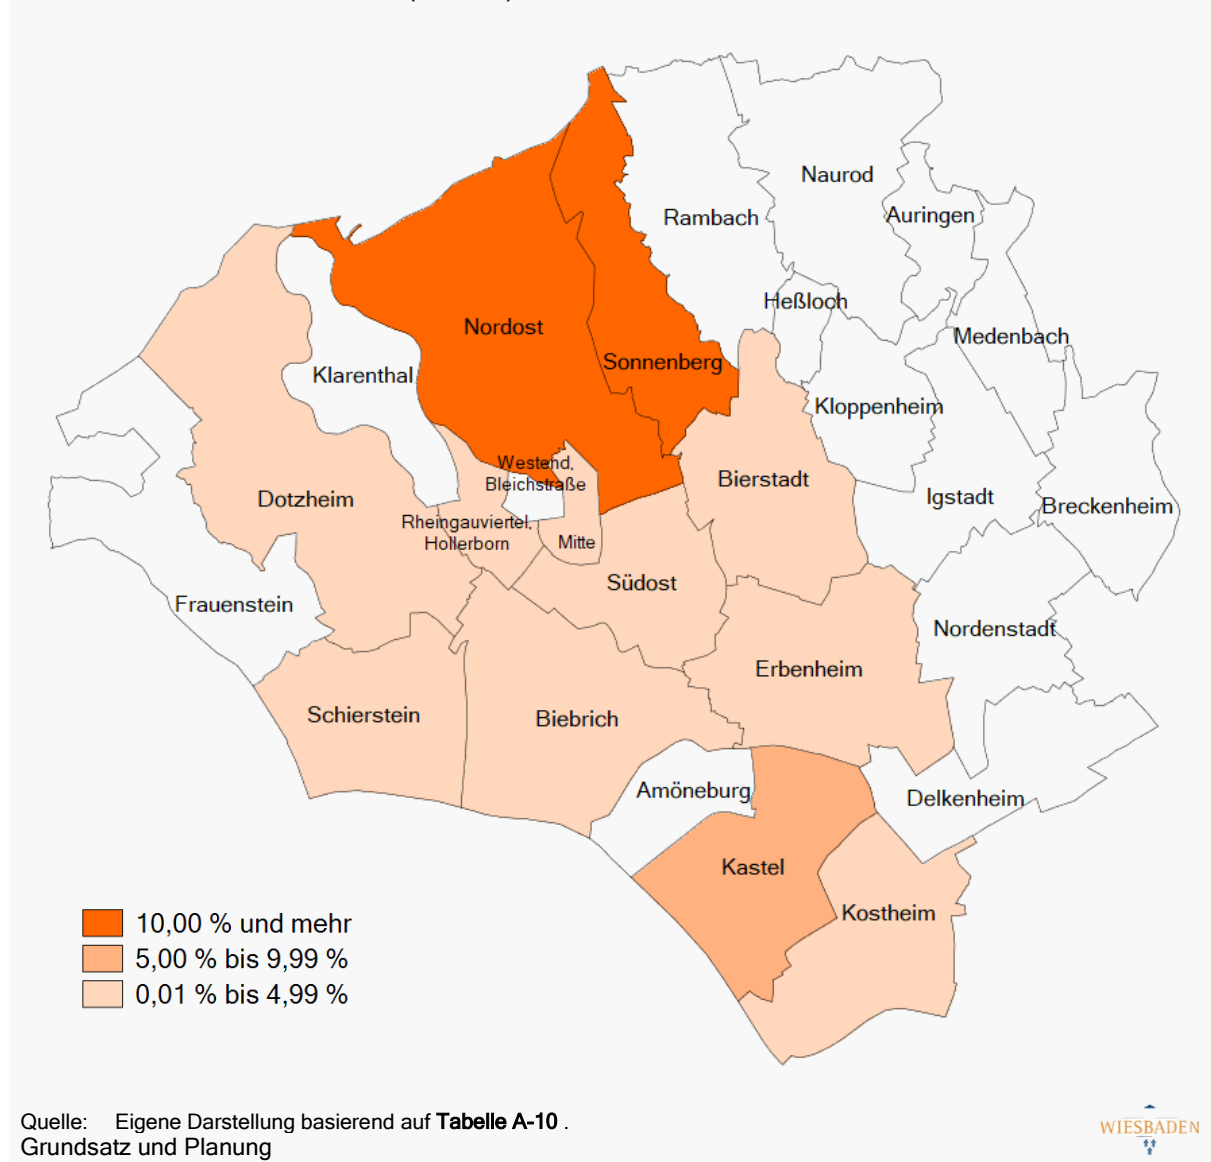 Naurod
Rambach
Auringen
Heßloch
Nordost
Medenbach
Sonnenberg
Klarenthal
Kloppenheim
Westend,
Bleichstraße
Bierstadt
Dotzheim
Igstadt
Breckenheim
Rheingauviertel,
Hollerborn
Mitte
Südost
Frauenstein
Nordenstadt
Erbenheim
Schierstein
Biebrich
Amöneburg
Delkenheim
Kastel
Kostheim
10,00 % und mehr
5,00 % bis 9,99 %
0,01 % bis 4,99 %
Quelle: Eigene Darstellung basierend auf Tabelle A-10 .
Grundsatz und Planung
WIESBADEN